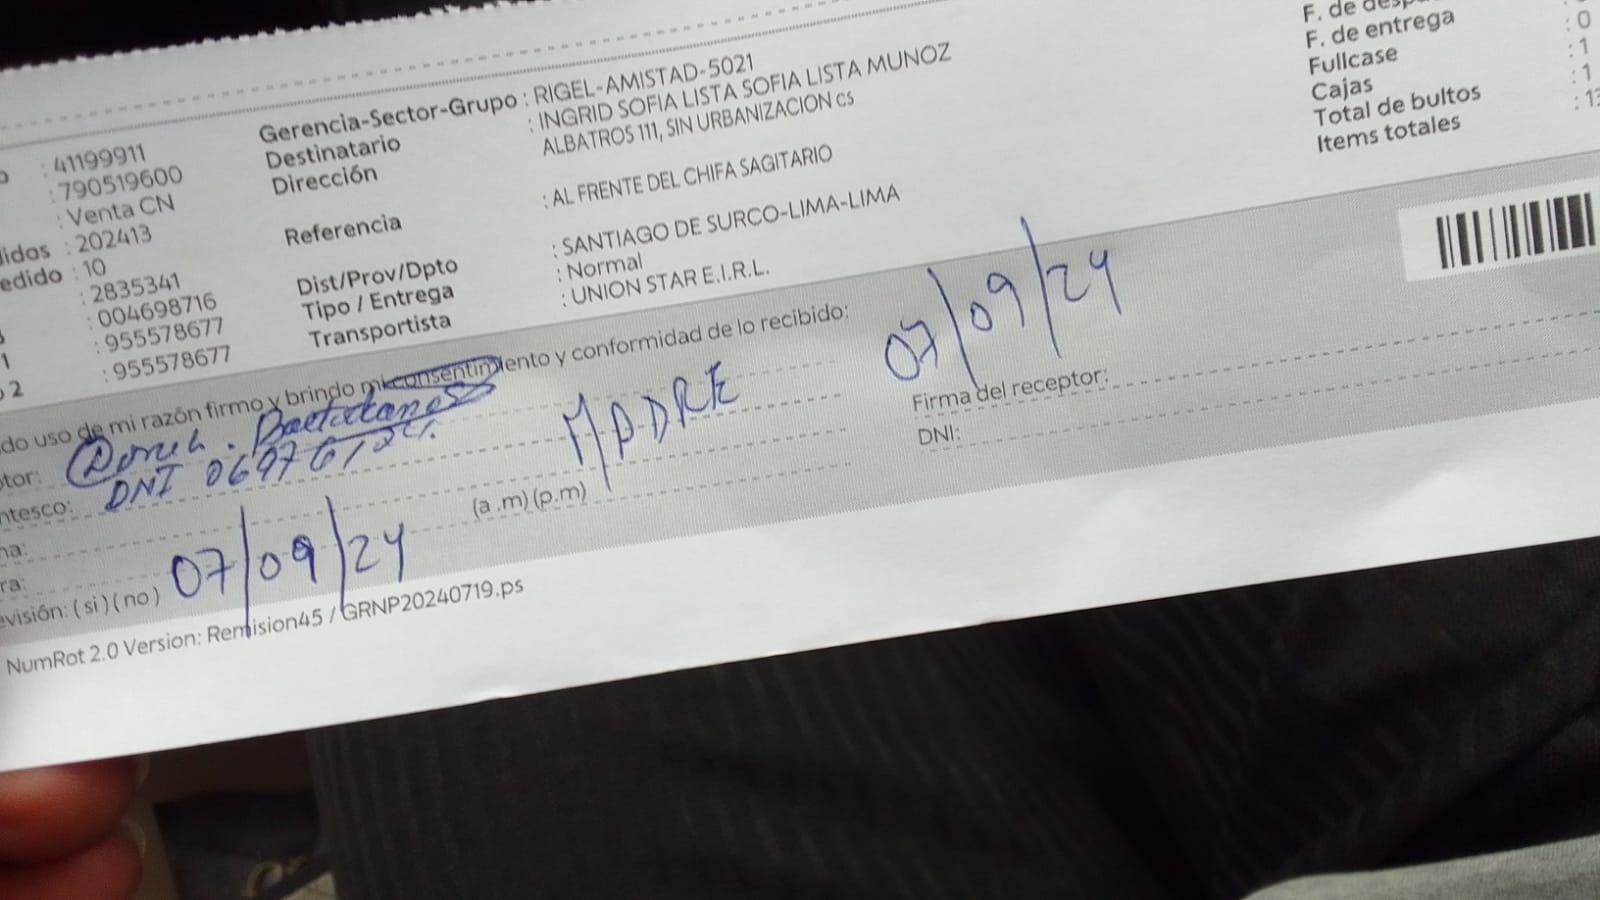 F. de entrega : 0
Fullcase : 1
Cajas : 1
Total de bultos : 13
Items totales
: 41199911
Gerencia-Sector-Grupo : RIGEL-AMISTAD-5021
: 790519600
Destinatario : INGRID SOFIA LISTA SOFIA LISTA MUNOZ
: Venta CN
Dirección ALBATROS 111, SIN URBANIZACION cs
: 202413
Referencia : AL FRENTE DEL CHIFA SAGITARIO
: 10
Dist/Prov/Dpto : SANTIAGO DE SURCO-LIMA-LIMA
: 2835341
Tipo / Entrega : Normal
: 004698716
Transportista : UNION STAR E.I.R.L.
1 : 955578677
2 : 955578677
do uso de mi razón firmo y brindo mi consentimiento y conformidad de lo recibido:
tor:
ntesco: DNI
MADRE
07/09/24
Firma del receptor:
DNI:
(a .m) (p.m)
07/09/24
visión: (si) (no)
NumRot 2.0 Version: Remision45 / GRNP20240719.ps